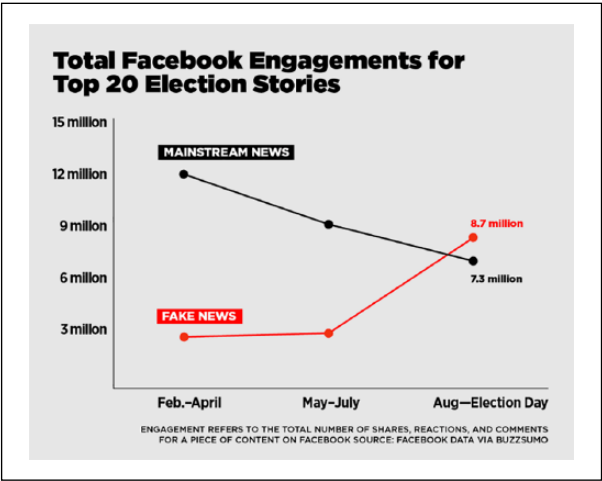 Total Facebook Engagements for
Top 20 Election Stories
15 million
MAINSTREAM NEWS
12 million
9 million
8.7 million
7.3 million
6 million
FAKE NEWS
3 million
Feb.–April
May–July
Aug—Election Day
ENGAGEMENT REFERS TO THE TOTAL NUMBER OF SHARES, REACTIONS, AND COMMENTS
FOR A PIECE OF CONTENT ON FACEBOOK SOURCE: FACEBOOK DATA VIA BUZZSUMO